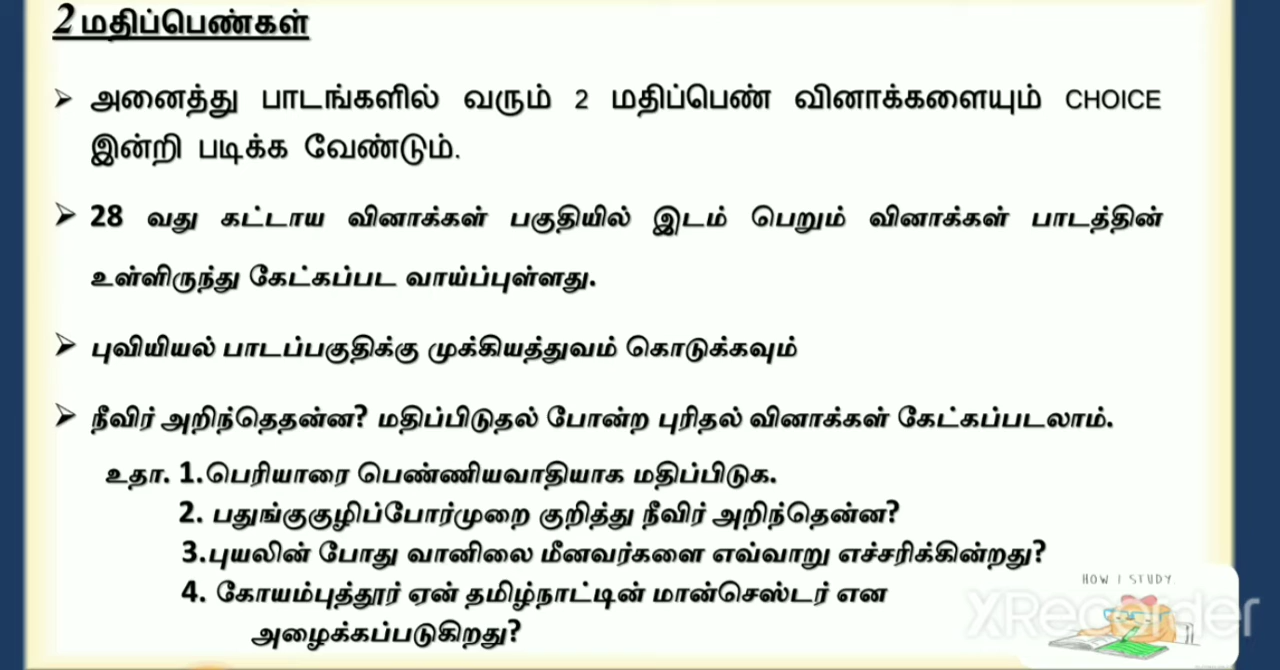 2 மதிப்பெண்கள்
➢ அனைத்து பாடங்களில் வரும் 2 மதிப்பெண் வினாக்களையும் CHOICE
இன்றி படிக்க வேண்டும்.
➢ 28 வது கட்டாய வினாக்கள் பகுதியில் இடம் பெறும் வினாக்கள் பாடத்தின்
உள்ளிருந்து கேட்கப்பட வாய்ப்புள்ளது.
➢ புவியியல் பாடப்பகுதிக்கு முக்கியத்துவம் கொடுக்கவும்
➢ நீவிர் அறிந்தெதன்ன? மதிப்பிடுதல் போன்ற புரிதல் வினாக்கள் கேட்கப்படலாம்.
உதா. 1.பெரியாரை பெண்ணியவாதியாக மதிப்பிடுக.
2. பதுங்குகுழிப்போர்முறை குறித்து நீவிர் அறிந்தென்ன?
3.புயலின் போது வானிலை மீனவர்களை எவ்வாறு எச்சரிக்கின்றது?
4. கோயம்புத்தூர் ஏன் தமிழ்நாட்டின் மான்செஸ்டர் என
அழைக்கப்படுகிறது?
HOW I STUDY
XRecorder